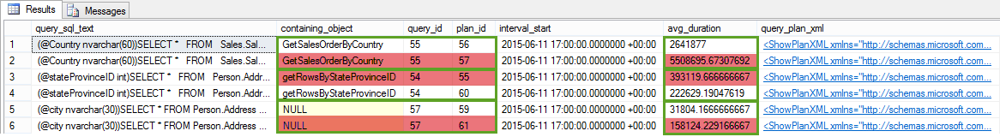 Results Messages
query_sql_text containing_object query_id plan_id interval_start avg_duration query_plan_xml
1 (@Country nvarchar(60))SELECT * FROM Sales.Sal... GetSalesOrderByCountry 55 56 2015-06-11 17:00:00.0000000 +00:00 2641877 <ShowPlanXML xmlns="http://schemas.microsoft.com...
2 (@Country nvarchar(60))SELECT * FROM Sales.Sal... GetSalesOrderByCountry 55 57 2015-06-11 17:00:00.0000000 +00:00 5508695.67307692 <ShowPlanXML xmlns="http://schemas.microsoft.com...
3 (@stateProvinceID int)SELECT * FROM Person.Addr... getRowsByStateProvinceID 54 55 2015-06-11 17:00:00.0000000 +00:00 393119.666666667 <ShowPlanXML xmlns="http://schemas.microsoft.com...
4 (@stateProvinceID int)SELECT * FROM Person.Addr... getRowsByStateProvinceID 54 60 2015-06-11 17:00:00.0000000 +00:00 222629.19047619 <ShowPlanXML xmlns="http://schemas.microsoft.com...
5 (@city nvarchar(30))SELECT * FROM Person.Address ... NULL 57 59 2015-06-11 17:00:00.0000000 +00:00 31804.1666666667 <ShowPlanXML xmlns="http://schemas.microsoft.com...
6 (@city nvarchar(30))SELECT * FROM Person.Address ... NULL 57 61 2015-06-11 17:00:00.0000000 +00:00 158124.229166667 <ShowPlanXML xmlns="http://schemas.microsoft.com...